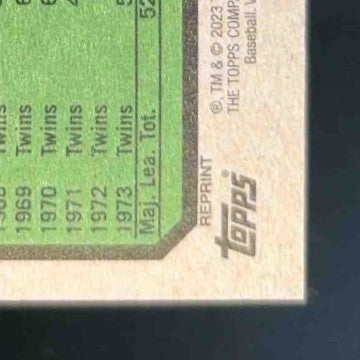 1969 Twins
1970 Twins
1971 Twins
1972 Twins
1973 Twins
Maj. Lea. Tot. 52
REPRINT
®, TM & © 2023
THE TOPPS COMP
Baseball
topps®